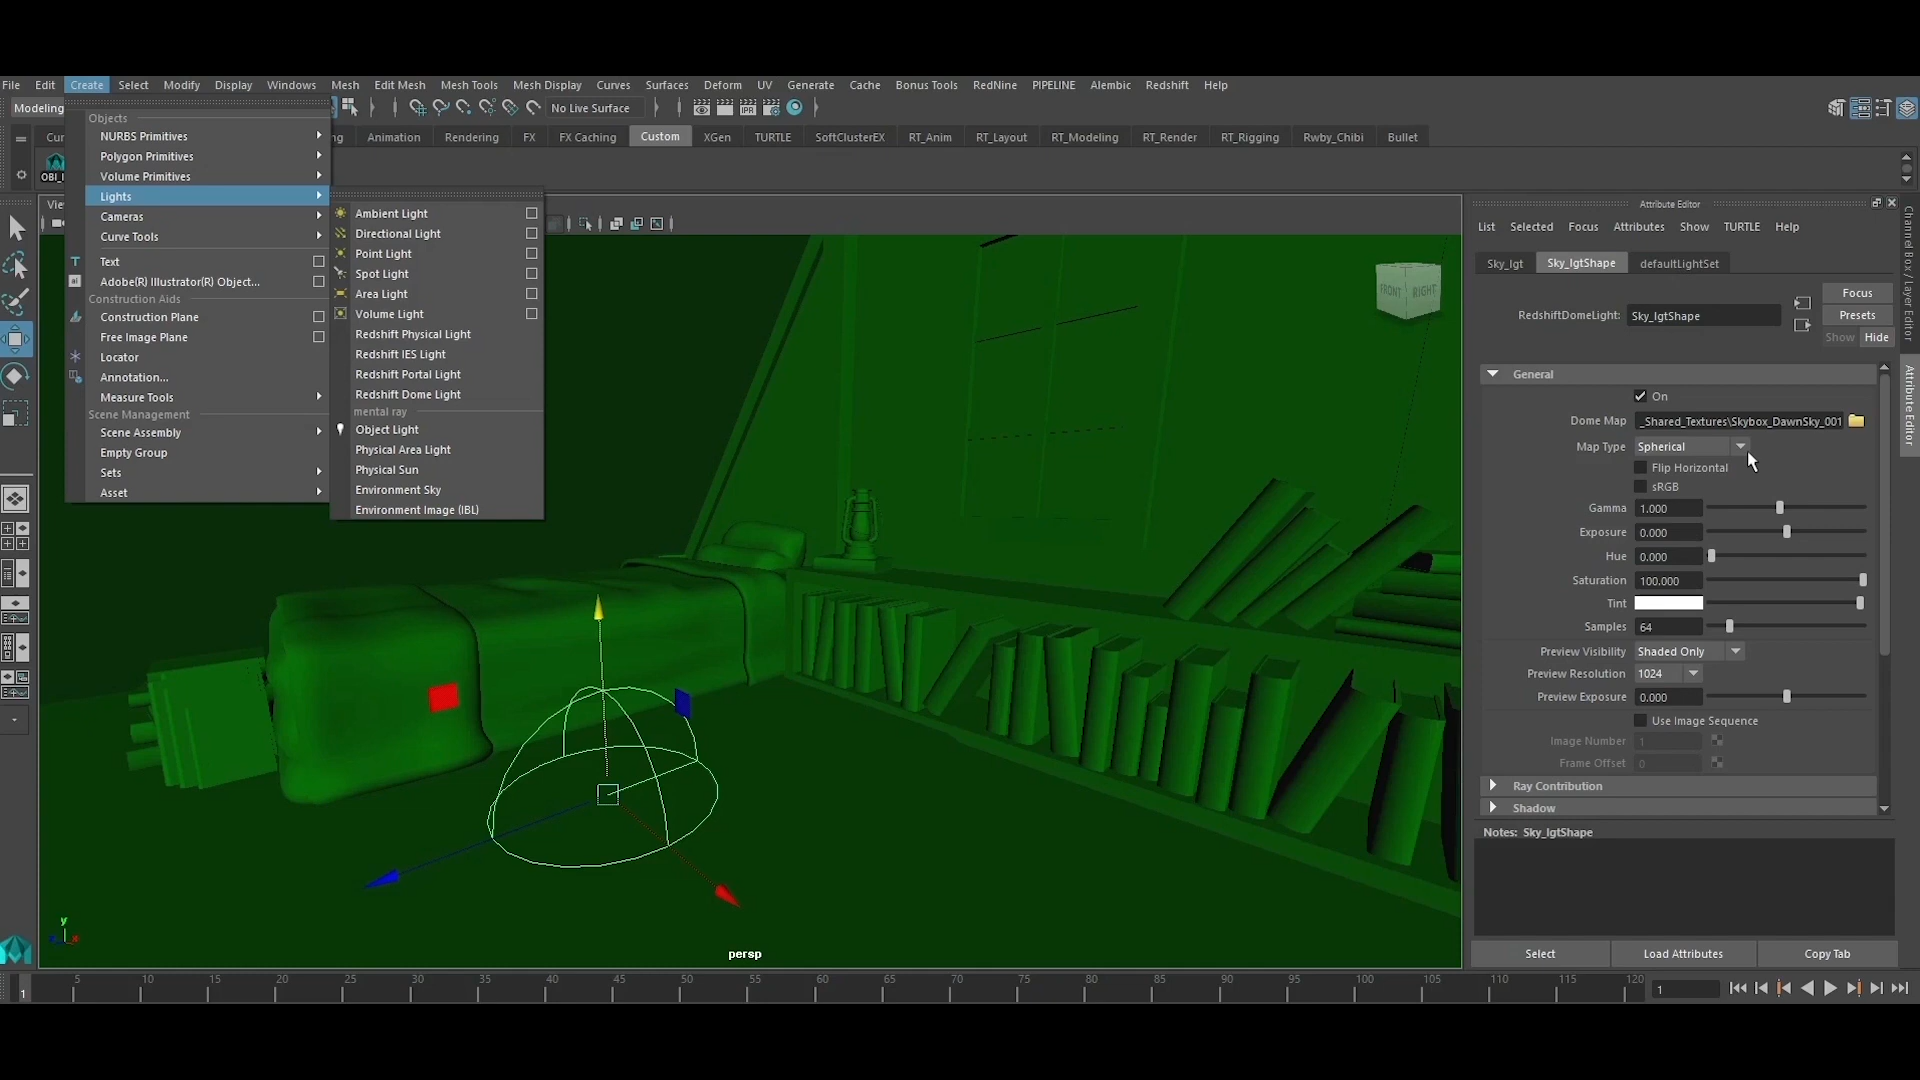 File Edit Create Select Modify Display Windows Mesh Edit Mesh Mesh Tools Mesh Display Curves Surfaces Deform UV Generate Cache Bonus Tools RedNine PIPELINE Alembic Redshift Help
Modeling
No Live Surface
IPR
Animation Rendering FX FX Caching Custom XGen TURTLE SoftClusterEX RT_Anim RT_Layout RT_Modeling RT_Render RT_Rigging Rwby_Chibi Bullet
Objects
NURBS Primitives
Polygon Primitives
Volume Primitives
Lights
Cameras
Curve Tools
Text
Adobe(R) Illustrator(R) Object...
Construction Aids
Construction Plane
Free Image Plane
Locator
Annotation...
Measure Tools
Scene Management
Scene Assembly
Empty Group
Sets
Asset
Ambient Light
Directional Light
Point Light
Spot Light
Area Light
Volume Light
Redshift Physical Light
Redshift IES Light
Redshift Portal Light
Redshift Dome Light
mental ray
Object Light
Physical Area Light
Physical Sun
Environment Sky
Environment Image (IBL)
FRONT RIGHT
persp
y
Attribute Editor
List Selected Focus Attributes Show TURTLE Help
Sky_lgt Sky_lgtShape defaultLightSet
RedshiftDomeLight: Sky_lgtShape
Focus
Presets
Show Hide
General
On
Dome Map _Shared_Textures\Skybox_DawnSky_001
Map Type Spherical
Flip Horizontal
sRGB
Gamma 1.000
Exposure 0.000
Hue 0.000
Saturation 100.000
Tint
Samples 64
Preview Visibility Shaded Only
Preview Resolution 1024
Preview Exposure 0.000
Use Image Sequence
Image Number 1
Frame Offset 0
Ray Contribution
Shadow
Notes: Sky_lgtShape
Select Load Attributes Copy Tab
Channel Box / Layer Editor
Attribute Editor
1 5 10 15 20 25 30 35 40 45 50 55 60 65 70 75 80 85 90 95 100 105 110 115 120
1